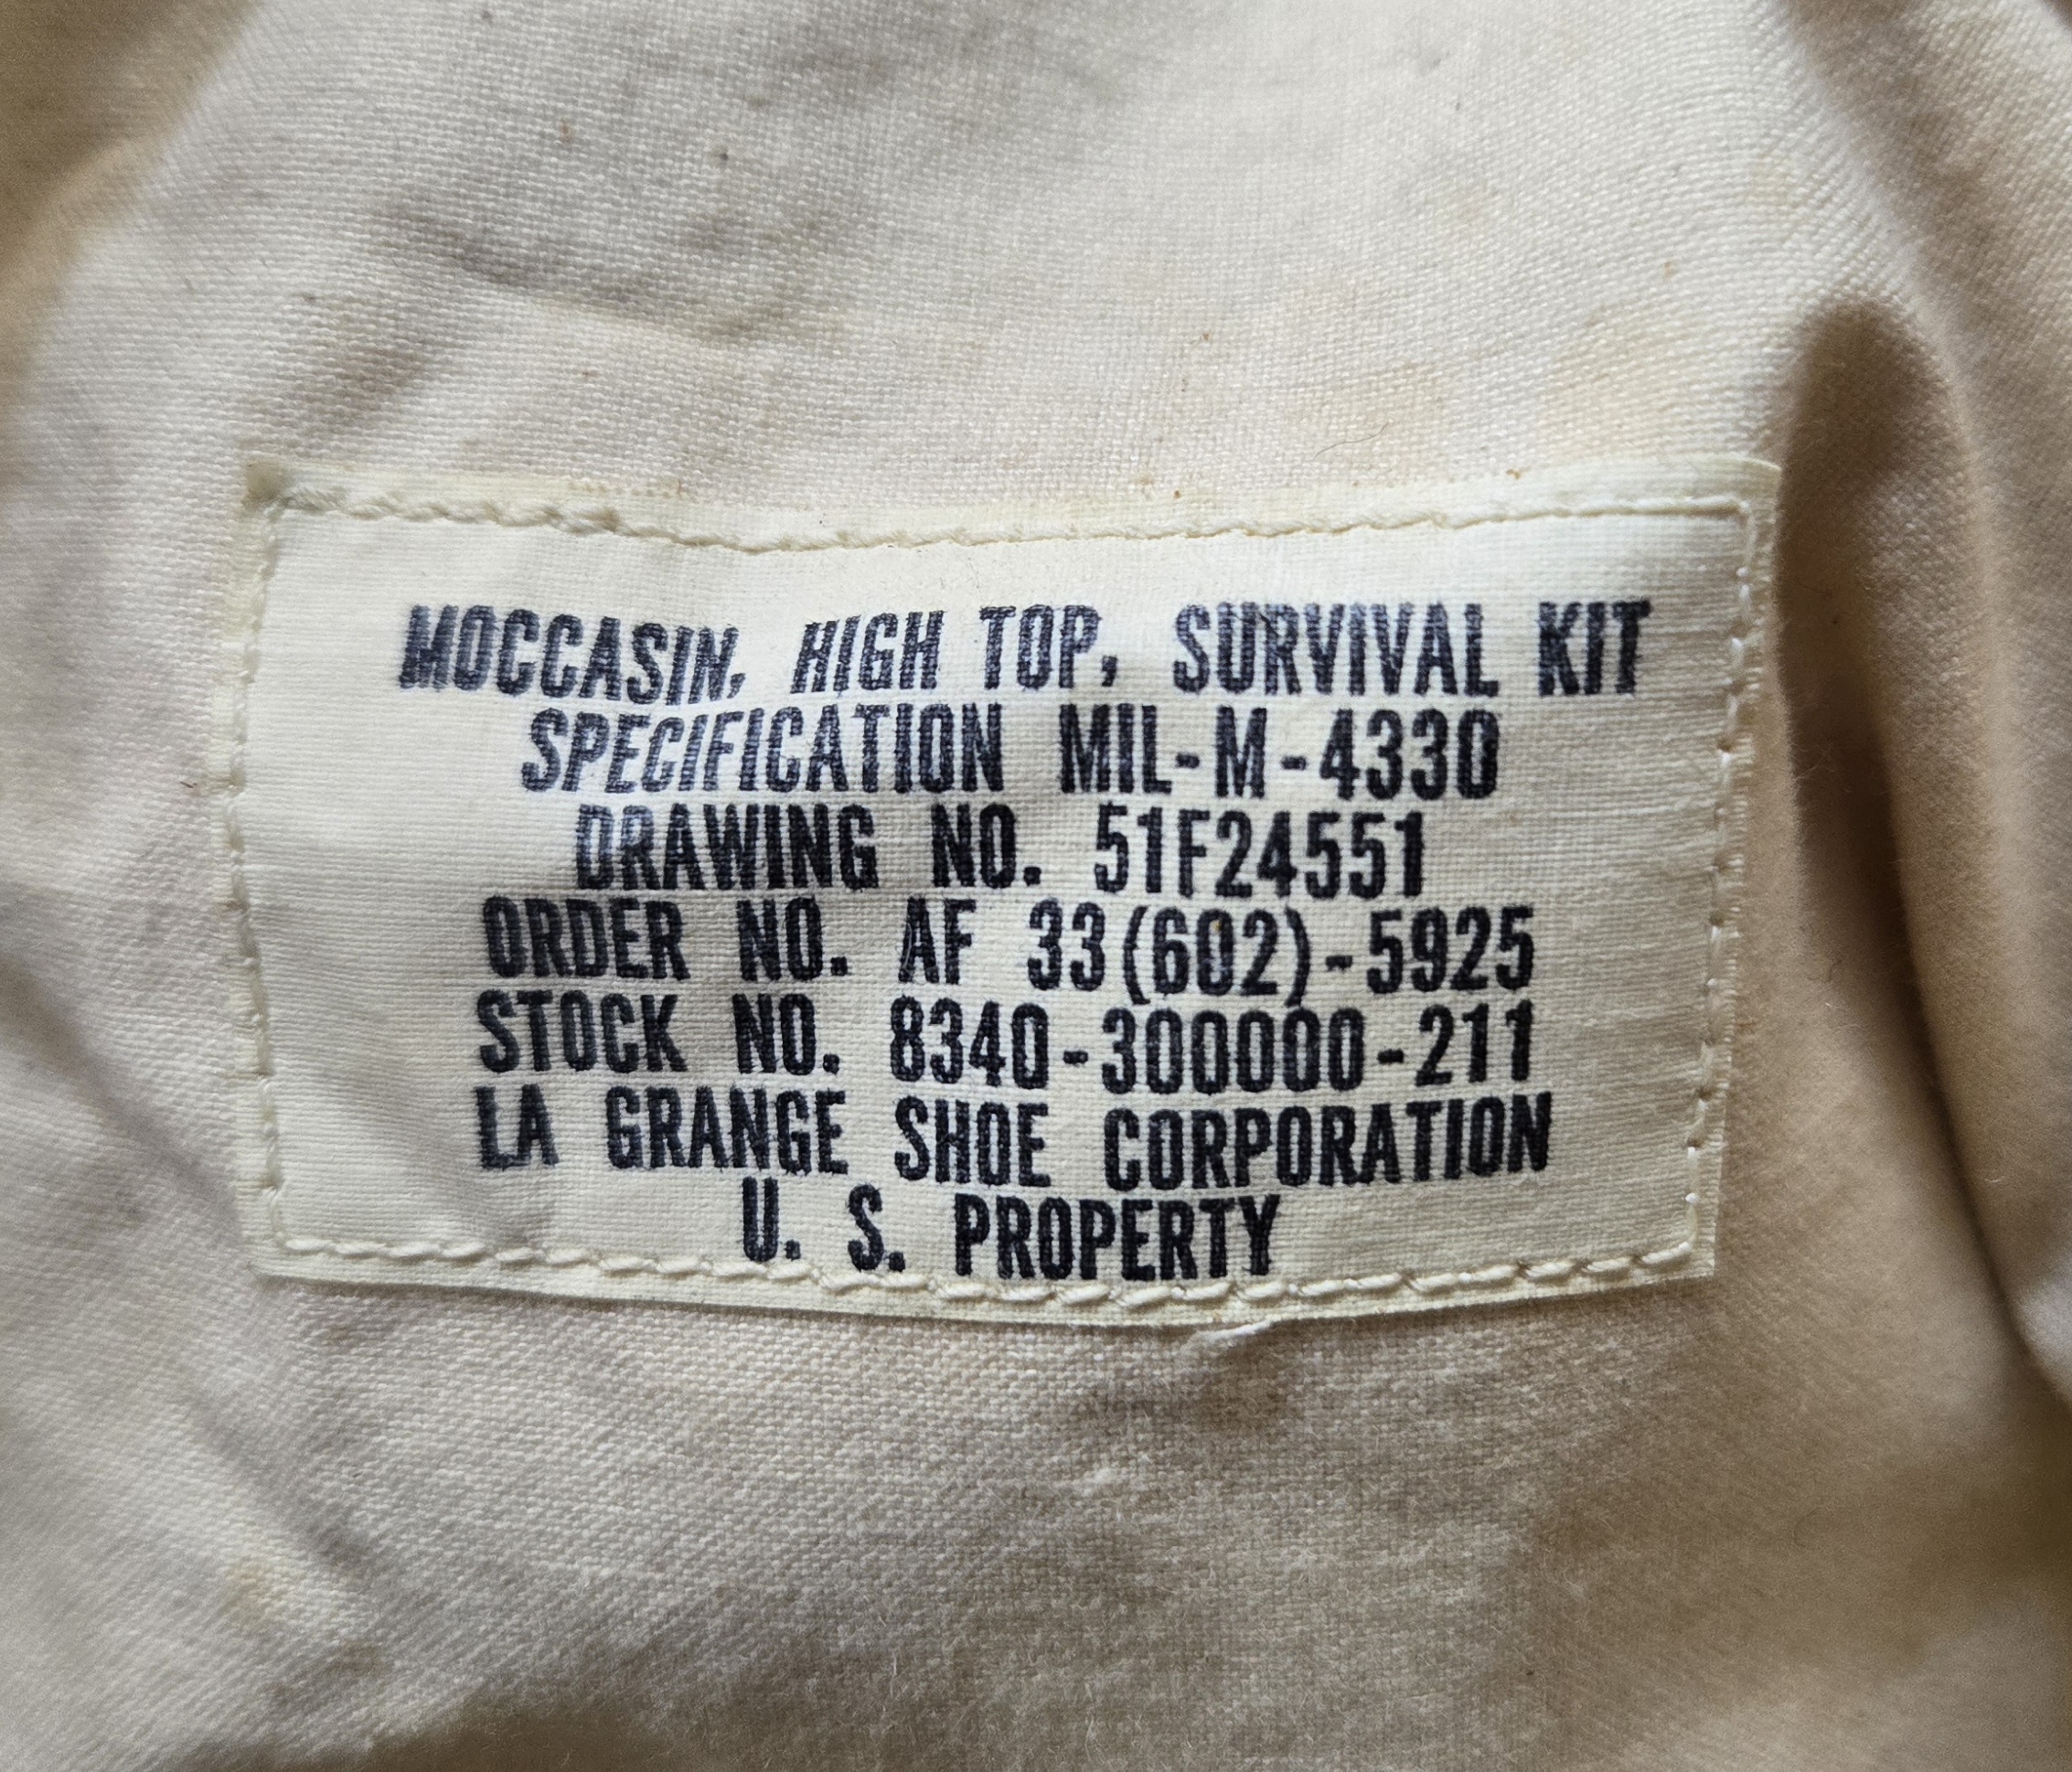 MOCCASIN, HIGH TOP, SURVIVAL KIT
SPECIFICATION MIL-M-4330
DRAWING NO. 51F24551
ORDER NO. AF 33(602)-5925
STOCK NO. 8340-300000-211
LA GRANGE SHOE CORPORATION
U. S. PROPERTY